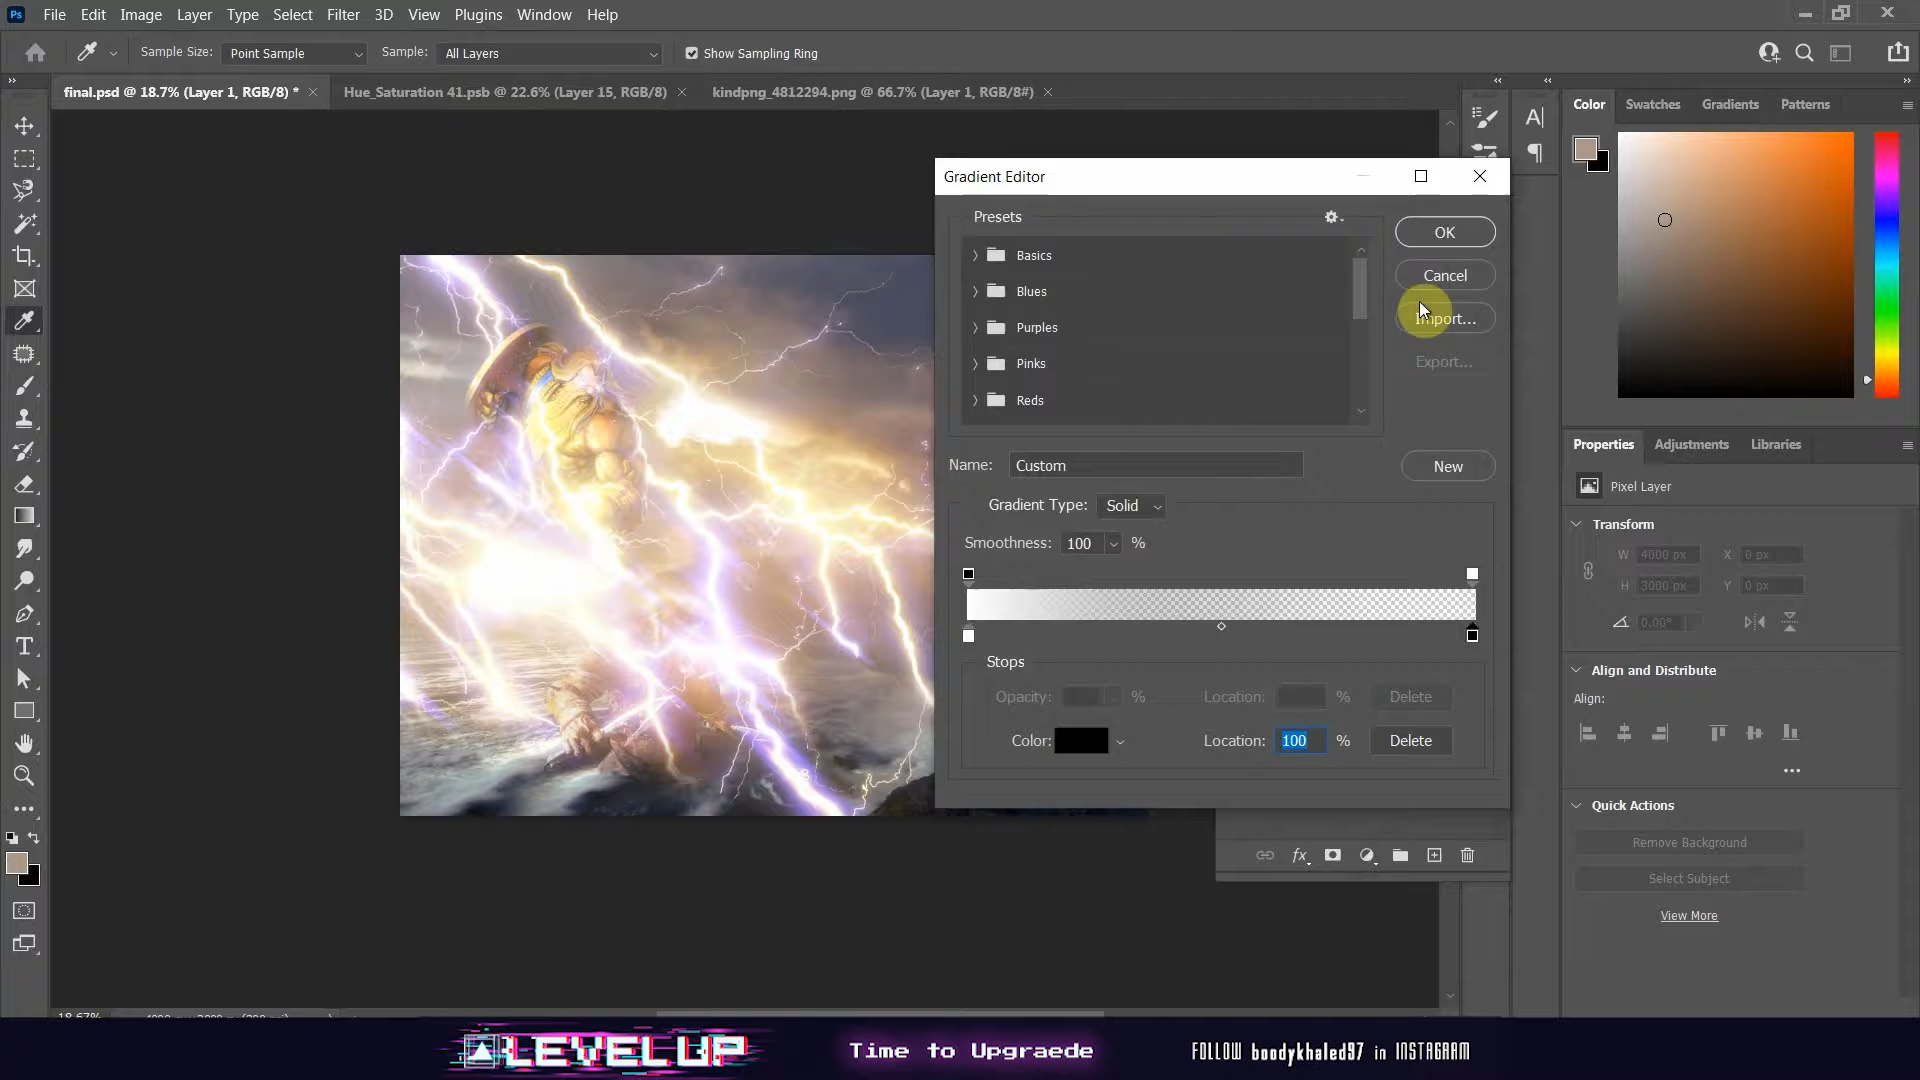 Ps File Edit Image Layer Type Select Filter 3D View Plugins Window Help
Sample Size: Point Sample Sample: All Layers Show Sampling Ring
final.psd @ 18.7% (Layer 1, RGB/8) * Hue_Saturation 41.psb @ 22.6% (Layer 15, RGB/8) kindpng_4812294.png @ 66.7% (Layer 1, RGB/8#)
Color Swatches Gradients Patterns
Gradient Editor
Presets
Basics
Blues
Purples
Pinks
Reds
OK
Cancel
Import...
Export...
Name: Custom New
Gradient Type: Solid
Smoothness: 100 %
Stops
Opacity: % Location: % Delete
Color: Location: 100 % Delete
Properties Adjustments Libraries
Pixel Layer
Transform
W 4000 px X 0 px
H 3000 px Y 0 px
0.00°
Align and Distribute
Align:
Quick Actions
Remove Background
Select Subject
View More
fx
LEVEL UP
Time to Upgraede
FOLLOW boodykhaled97 in INSTAGRAM